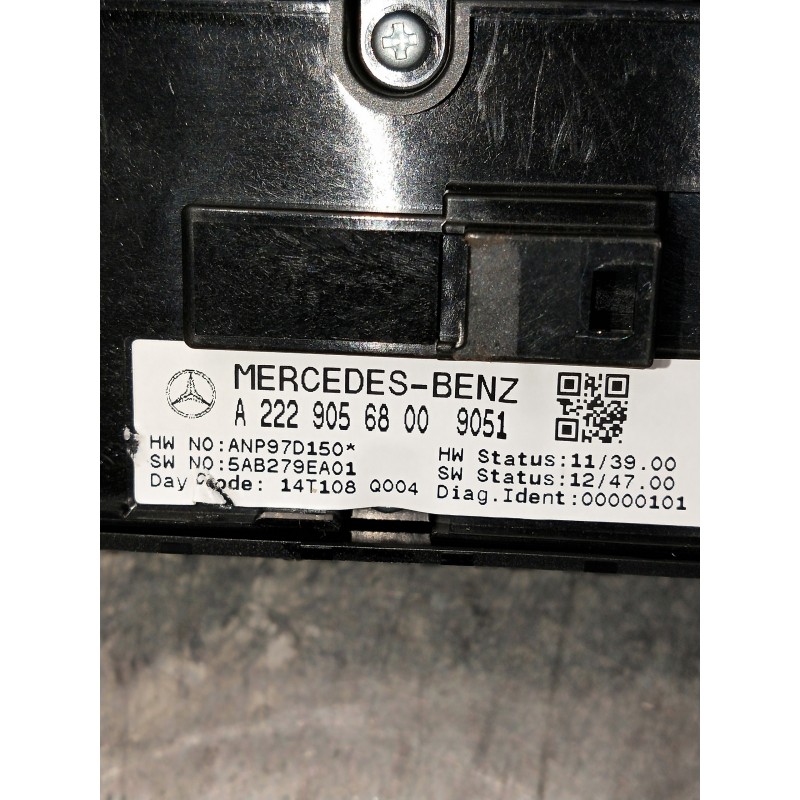 MERCEDES-BENZ
A 222 905 68 00 9051
HW NO:ANP97D150*
SW NO:5AB279EA01
Day Code: 14T108 Q004
HW Status:11/39.00
SW Status:12/47.00
Diag.Ident:00000101